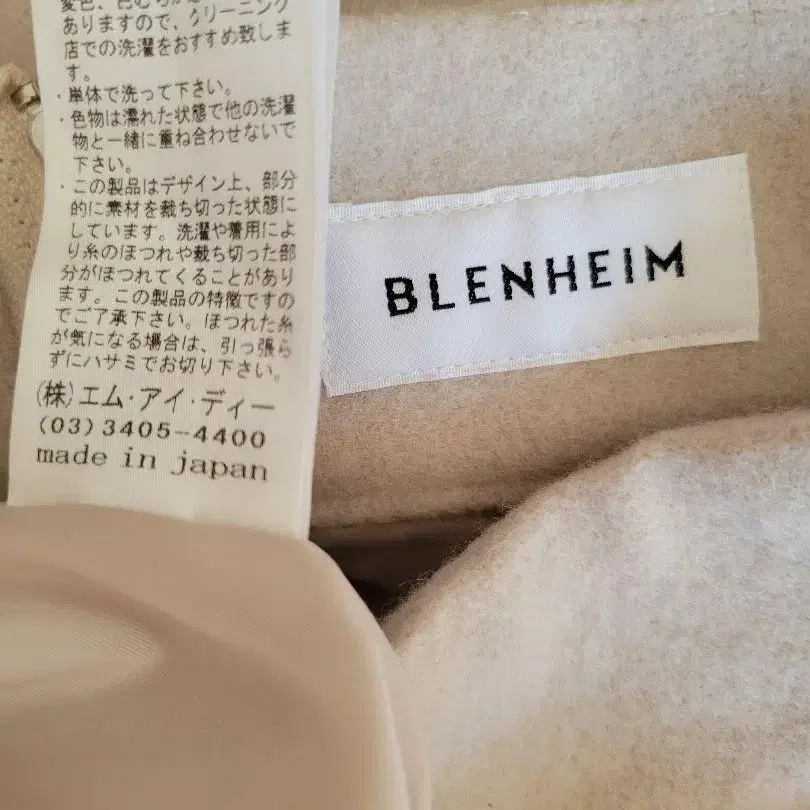 変色、色むらが
ありますので、クリーニング
店での洗濯をおすすめ致しま
す。
・単体で洗って下さい。
・色物は濡れた状態で他の洗濯
物と一緒に重ね合わせないで
下さい。
・この製品はデザイン上、部分
的に素材を裁ち切った状態に
しています。洗濯や着用によ
り糸のほつれや裁ち切った部
分がほつれてくることがあり
ます。この製品の特徴ですの
でご了承下さい。ほつれた糸
が気になる場合は、引っ張ら
ずにハサミでお切り下さい。
(株)エム・アイ・ディー
(03)3405-4400
made in japan
BLENHEIM